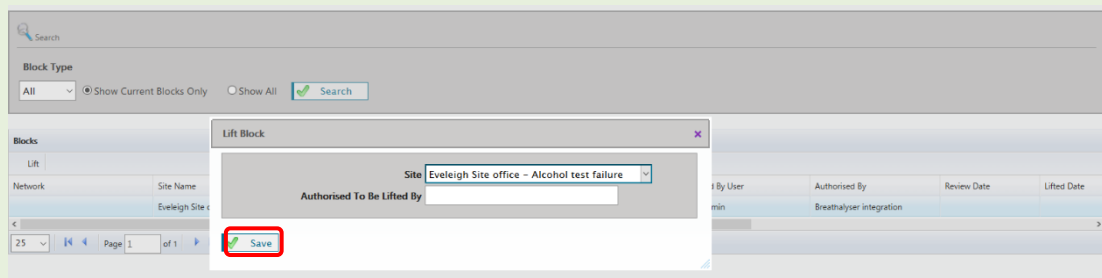 Search
Block Type
All Show Current Blocks Only Show All Search
Lift Block x
Blocks
Site Eveleigh Site office - Alcohol test failure
Lift
Authorised To Be Lifted By
Network Site Name By User Authorised By Review Date Lifted Date
Eveleigh Site Breathalyser integration
25 Page 1 of 1 Save